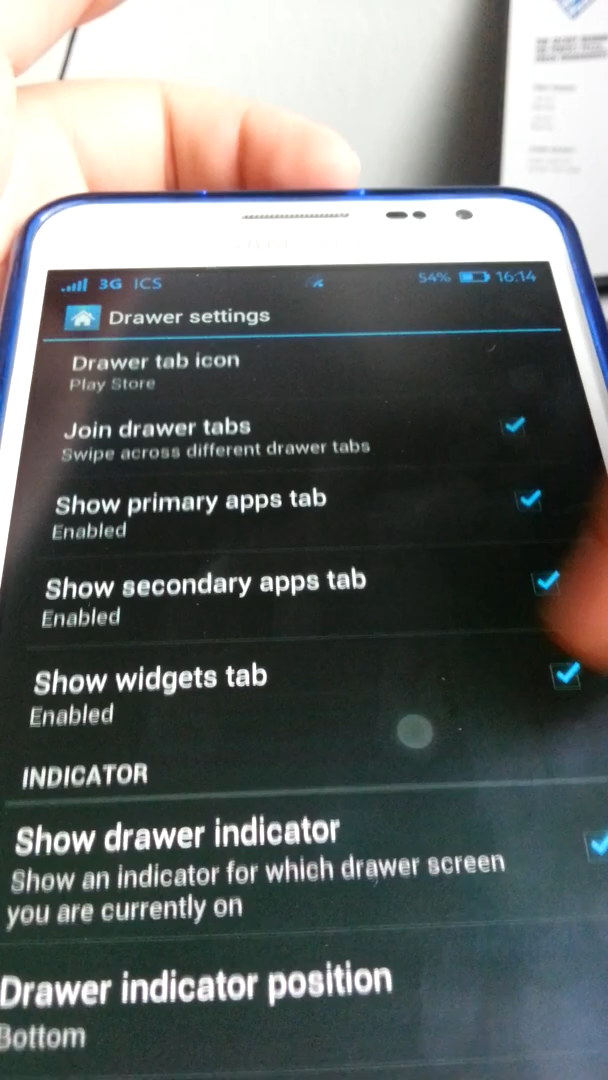 3G ICS 54% 16:14
Drawer settings
Drawer tab icon
Play Store
Join drawer tabs
Swipe across different drawer tabs
Show primary apps tab
Enabled
Show secondary apps tab
Enabled
Show widgets tab
Enabled
INDICATOR
Show drawer indicator
Show an indicator for which drawer screen
you are currently on
Drawer indicator position
Bottom